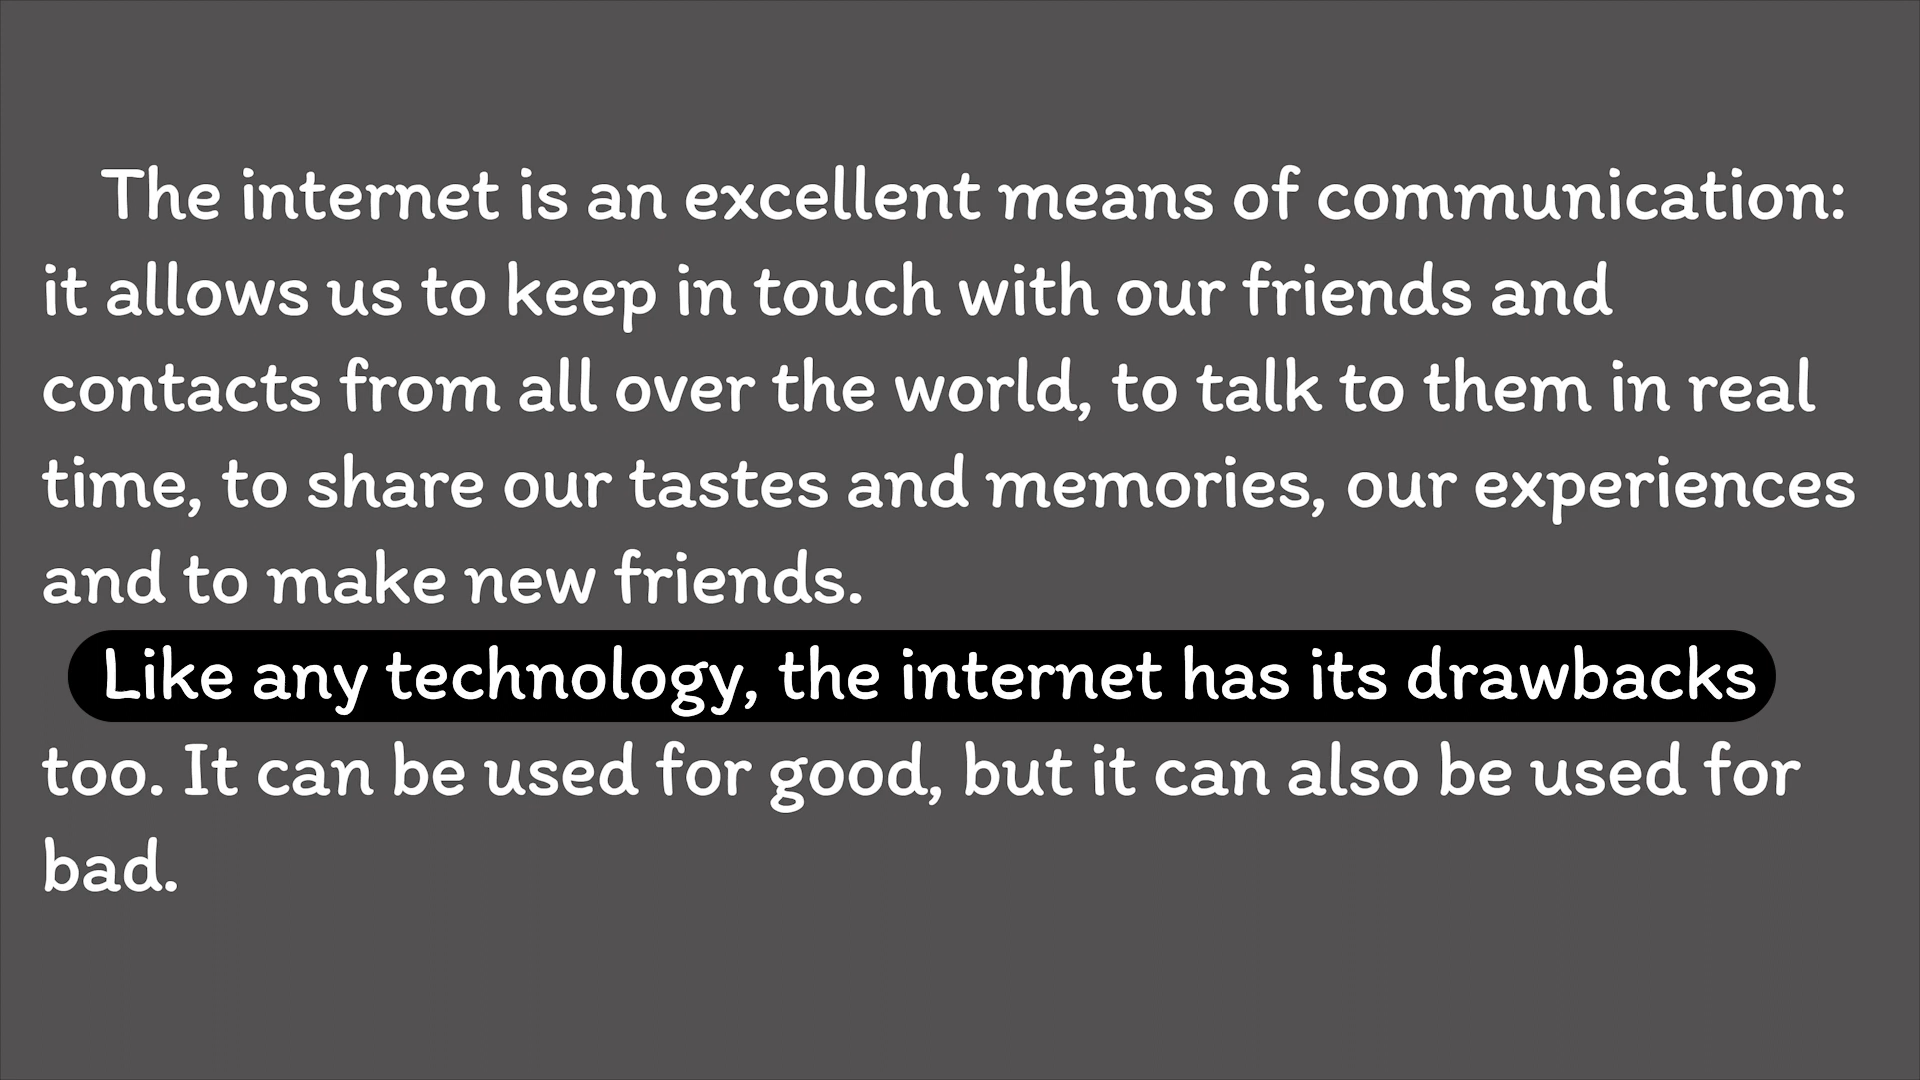 The internet is an excellent means of communication:
it allows us to keep in touch with our friends and
contacts from all over the world, to talk to them in real
time, to share our tastes and memories, our experiences
and to make new friends.
Like any technology, the internet has its drawbacks
too. It can be used for good, but it can also be used for
bad.